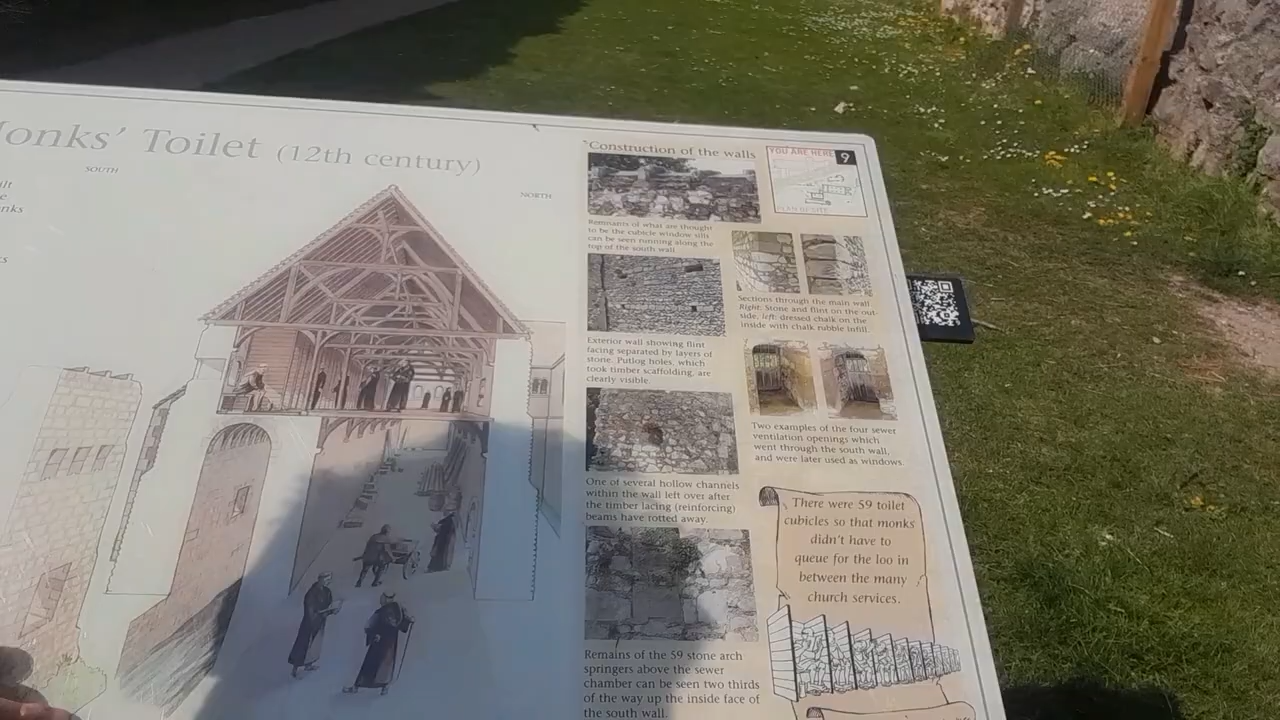 onks' Toilet (12th century)
SOUTH
NORTH
Construction of the walls
Remnants of what are thought
to be the cubicle window sills
can be seen running along the
top of the south wall
Exterior wall showing flint
facing separated by layers of
stone. Putlog holes, which
took timber scaffolding, are
clearly visible.
One of several hollow channels
within the wall left over after
the timber lacing (reinforcing)
beams have rotted away.
Remains of the 59 stone arch
springers above the sewer
chamber can be seen two thirds
of the way up the inside face of
the south wall.
YOU ARE HERE
9
PLAN OF SITE
Sections through the main wall.
Right: Stone and flint on the out-
side, left: dressed chalk on the
inside with chalk rubble infill.
Two examples of the four sewer
ventilation openings which
went through the south wall,
and were later used as windows.
There were 59 toilet
cubicles so that monks
didn't have to
queue for the loo in
between the many
church services.